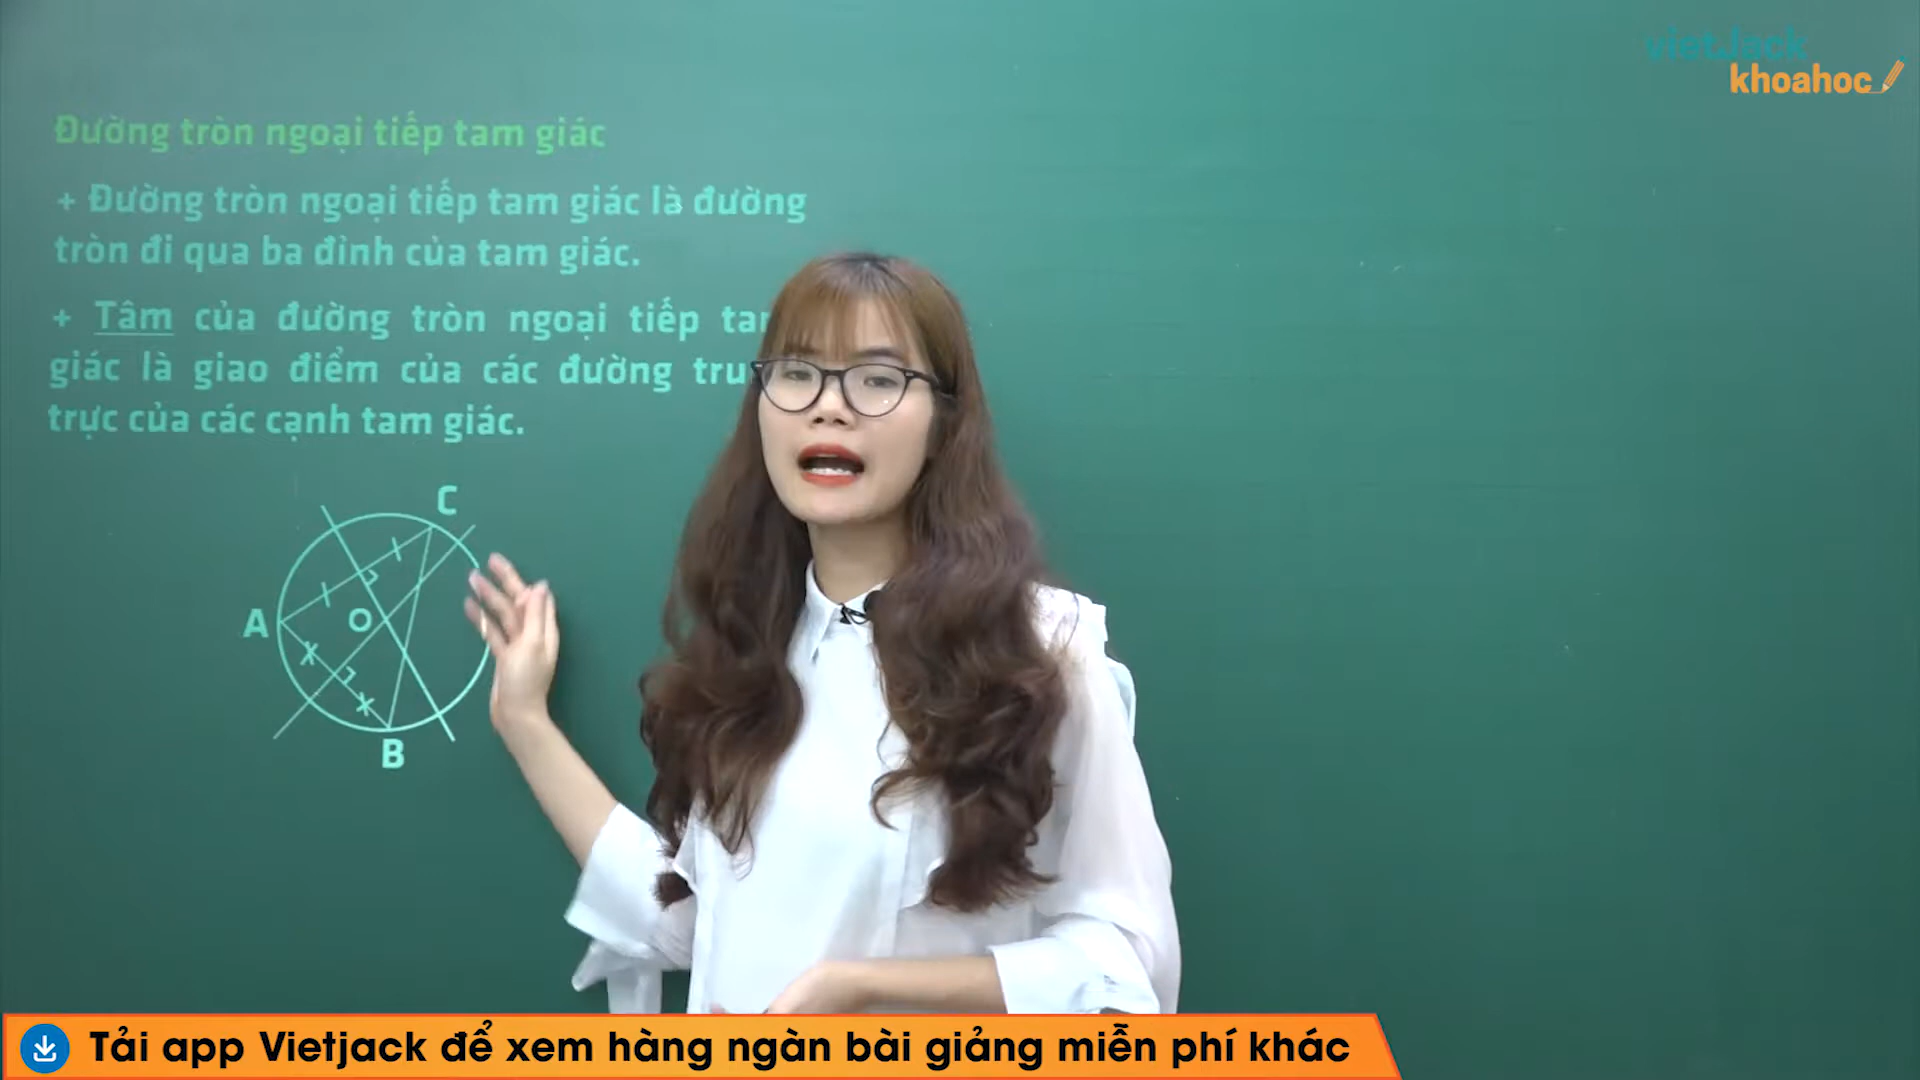 vietJack
khoahoc
Đường tròn ngoại tiếp tam giác
+ Đường tròn ngoại tiếp tam giác là đường
tròn đi qua ba đỉnh của tam giác.
+ Tâm của đường tròn ngoại tiếp
giác là giao điểm của các đường
trực của các cạnh tam giác.
C
A
O
B
Tải app Vietjack để xem hàng ngàn bài giảng miễn phí khác